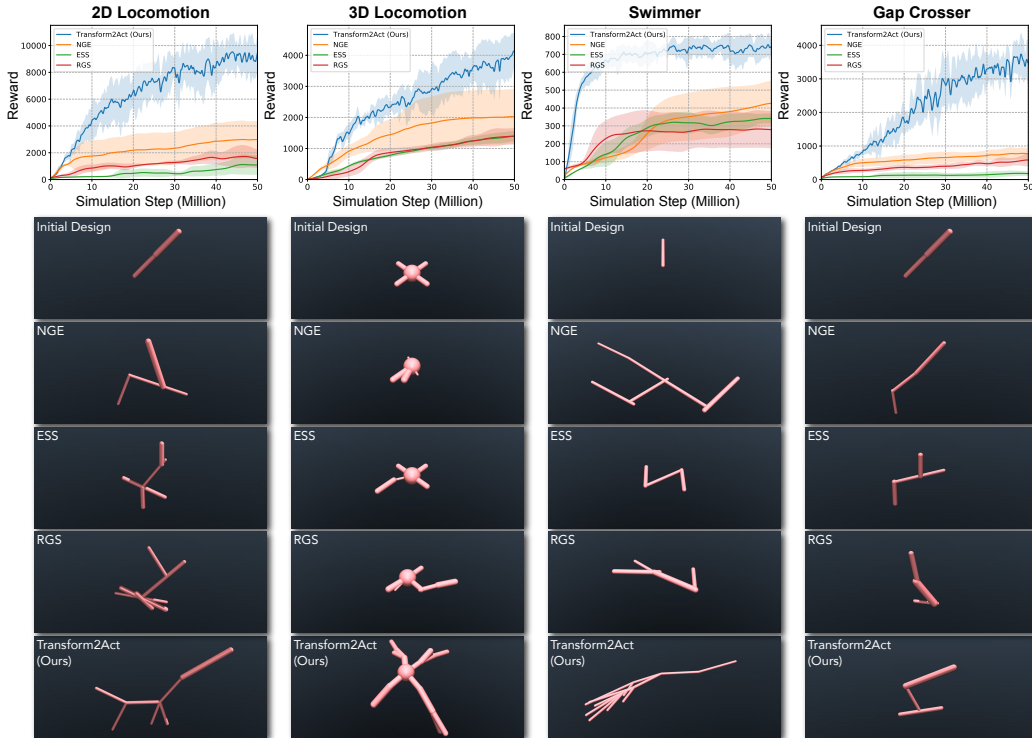 2D Locomotion
10000
8000
6000
4000
2000
0
Reward
Transform2Act (Ours)
NGE
ESS
RGS
0 10 20 30 40 50
Simulation Step (Million)
3D Locomotion
4000
3000
2000
1000
0
Reward
Transform2Act (Ours)
NGE
ESS
RGS
0 10 20 30 40 50
Simulation Step (Million)
Swimmer
800
700
600
500
400
300
200
100
0
Reward
Transform2Act (Ours)
NGE
ESS
RGS
0 10 20 30 40 50
Simulation Step (Million)
Gap Crosser
4000
3000
2000
1000
0
Reward
Transform2Act (Ours)
NGE
ESS
RGS
0 10 20 30 40 50
Simulation Step (Million)
Initial Design
Initial Design
Initial Design
Initial Design
NGE
NGE
NGE
NGE
ESS
ESS
ESS
ESS
RGS
RGS
RGS
RGS
Transform2Act
(Ours)
Transform2Act
(Ours)
Transform2Act
(Ours)
Transform2Act
(Ours)